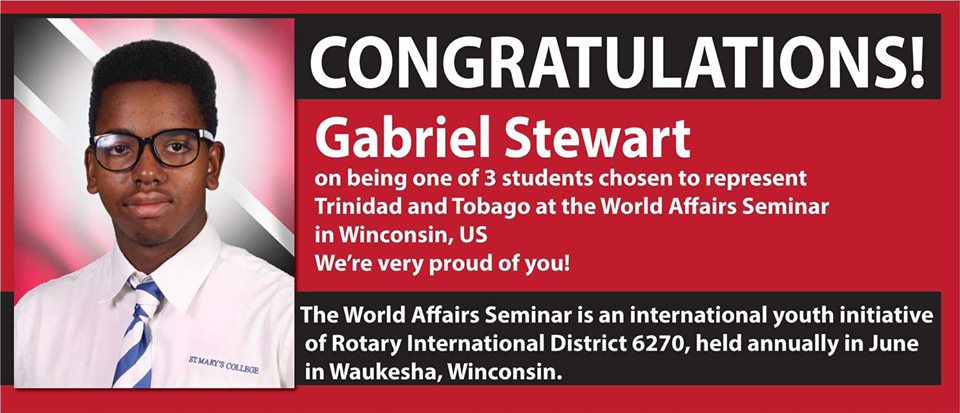 CONGRATULATIONS!
Gabriel Stewart
on being one of 3 students chosen to represent
Trinidad and Tobago at the World Affairs Seminar
in Winconsin, US
We're very proud of you!
The World Affairs Seminar is an international youth initiative
of Rotary International District 6270, held annually in June
in Waukesha, Winconsin.
ST. MARY'S COLLEGE